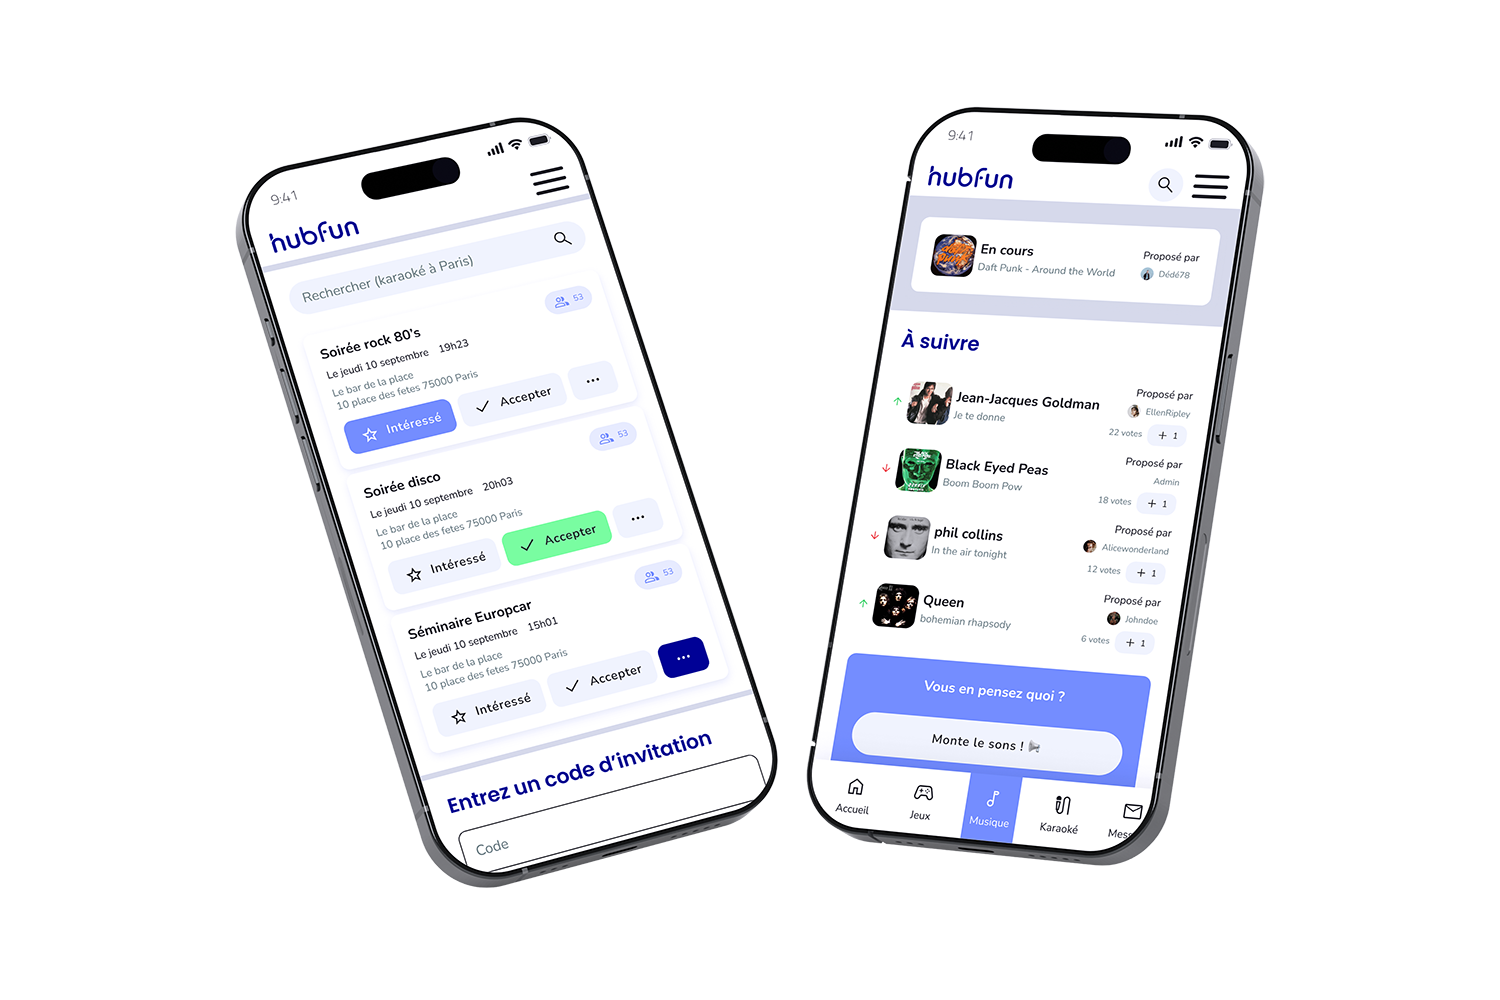 9:41
hubfun
Rechercher (karaoké à Paris)
53
Soirée rock 80's
Le jeudi 10 septembre 19h23
Le bar de la place
10 place des fetes 75000 Paris
Intéressé
Accepter
53
Soirée disco
Le jeudi 10 septembre 20h03
Le bar de la place
10 place des fetes 75000 Paris
Intéressé
Accepter
53
Séminaire Europcar
Le jeudi 10 septembre 15h01
Le bar de la place
10 place des fetes 75000 Paris
Intéressé
Accepter
Entrez un code d'invitation
Code
9:41
hubfun
En cours
Daft Punk - Around the World
Proposé par
Dédé78
À suivre
Jean-Jacques Goldman
Je te donne
Proposé par
EllenRipley
22 votes
+ 1
Black Eyed Peas
Boom Boom Pow
Proposé par
Admin
18 votes
+ 1
phil collins
In the air tonight
Proposé par
Alicewonderland
12 votes
+ 1
Queen
bohemian rhapsody
Proposé par
Johndoe
6 votes
+ 1
Vous en pensez quoi ?
Monte le sons !
Accueil
Jeux
Musique
Karaoké
Mess